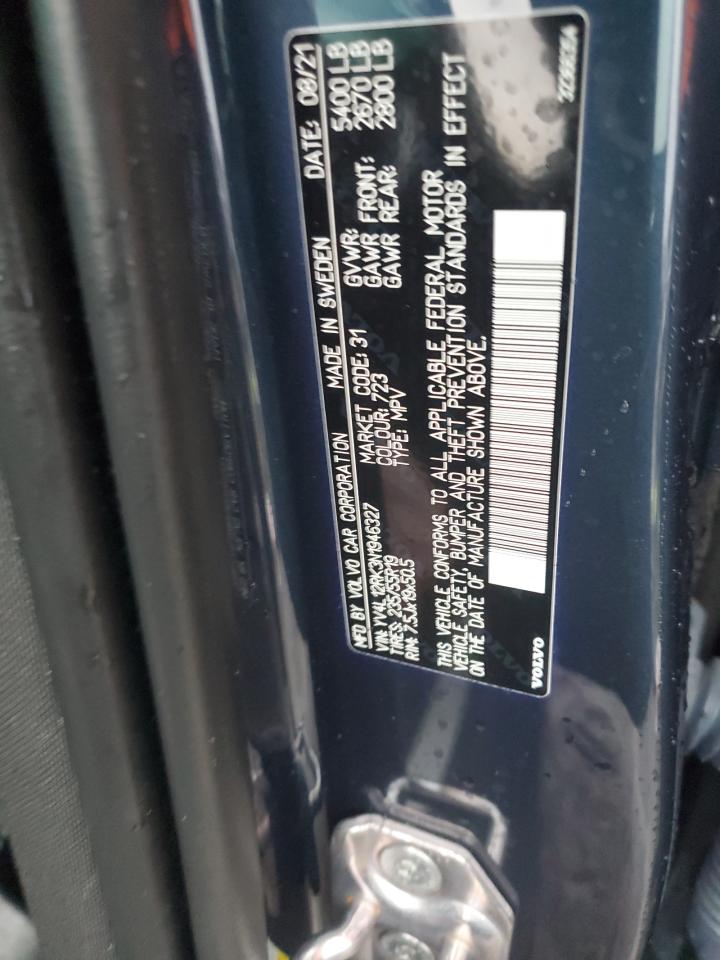 MFD BY VOLVO CAR CORPORATION MADE IN SWEDEN DATE: 08/21
VIN: YV4L12RK3N1946327 MARKET CODE: 31 GVWR: 5400 LB
TIRES: 235/55R19 COLOUR: 723 GAWR FRONT: 2670 LB
RIM: 7.5Jx19x50.5 TYPE: MPV GAWR REAR: 2800 LB
THIS VEHICLE CONFORMS TO ALL APPLICABLE FEDERAL MOTOR
VEHICLE SAFETY, BUMPER AND THEFT PREVENTION STANDARDS IN EFFECT
ON THE DATE OF MANUFACTURE SHOWN ABOVE.
VOLVO